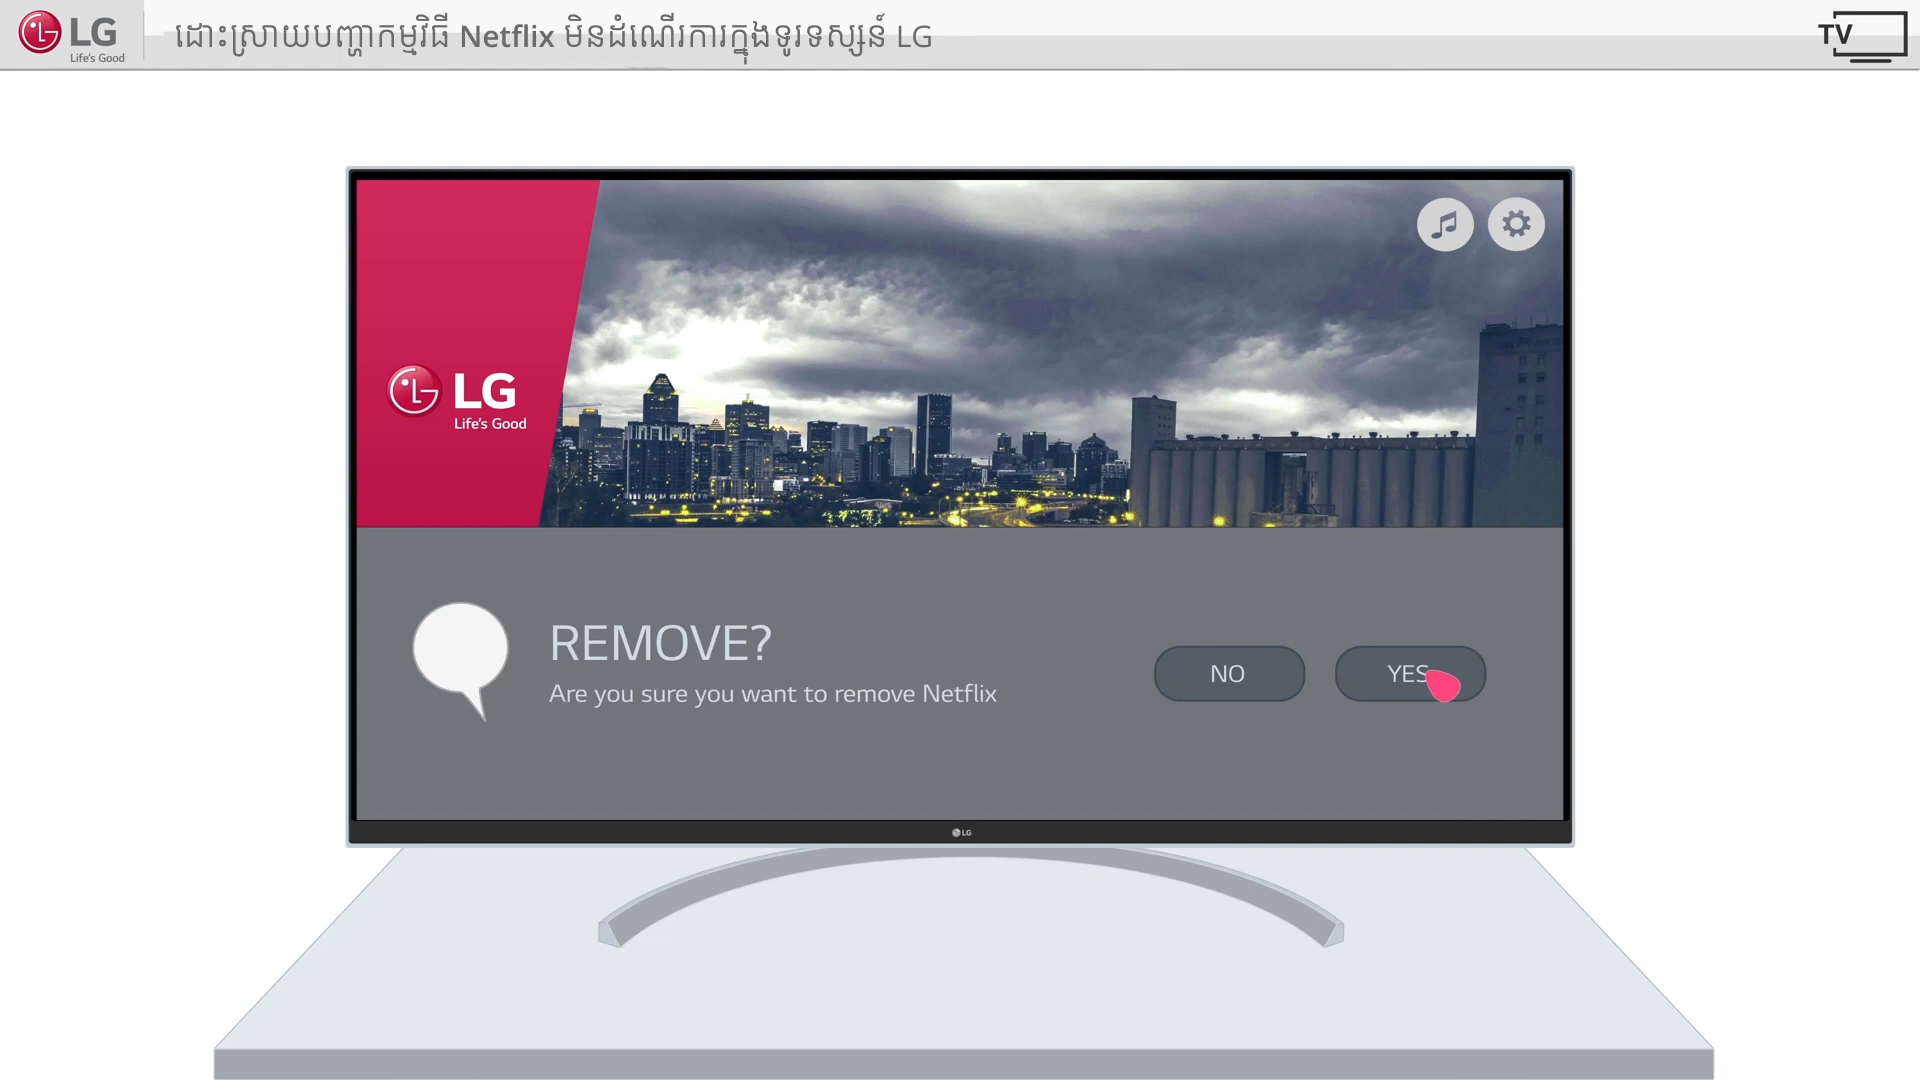 LG
Life's Good
ដោះស្រាយបញ្ហាកម្មវិធី Netflix មិនដំណើរការក្នុងទូរទស្សន៍ LG
TV
LG
Life's Good
REMOVE?
Are you sure you want to remove Netflix
NO
YES
LG